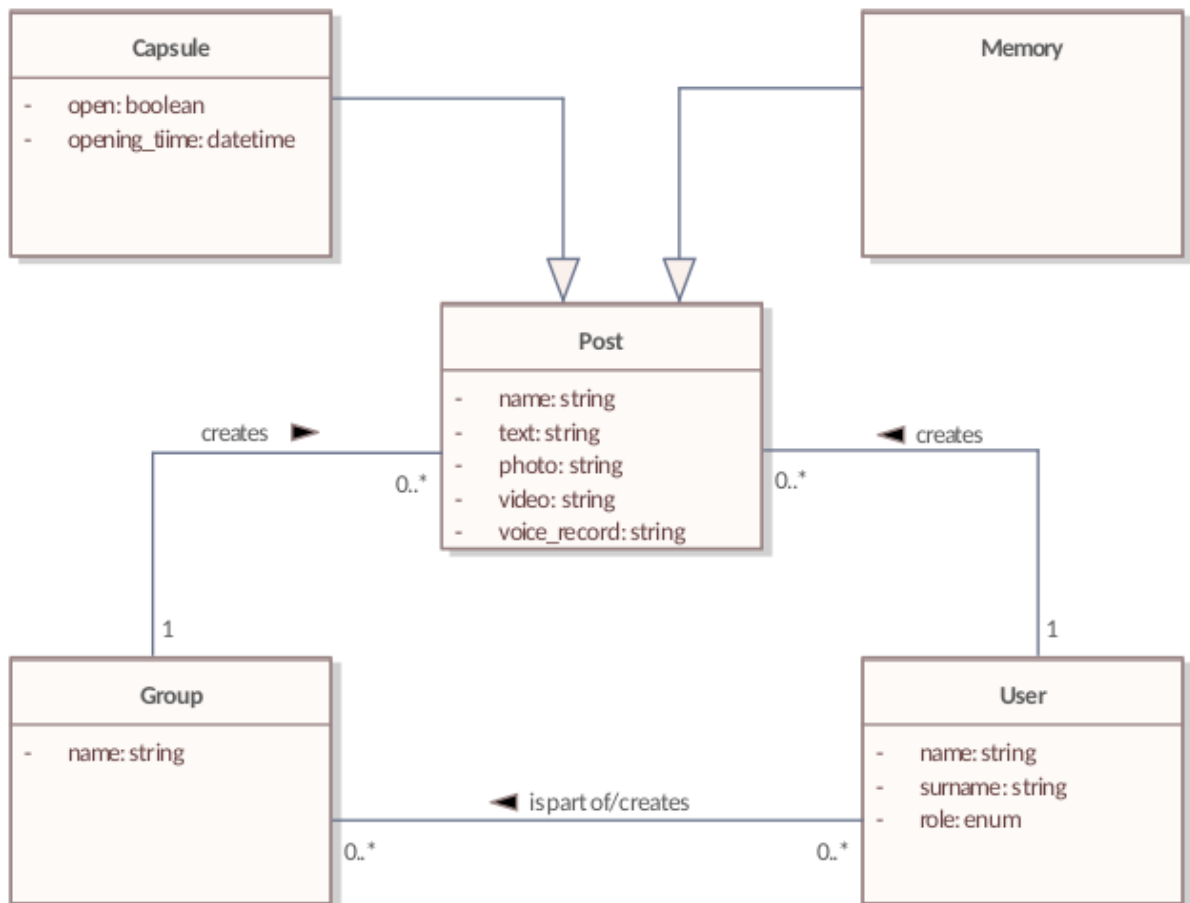 Capsule
- open: boolean
- opening_tiime: datetime
Memory
Post
- name: string
- text: string
- photo: string
- video: string
- voice_record: string
creates
0..*
1
creates
0..*
1
Group
- name: string
User
- name: string
- surname: string
- role: enum
is part of/creates
0..*
0..*